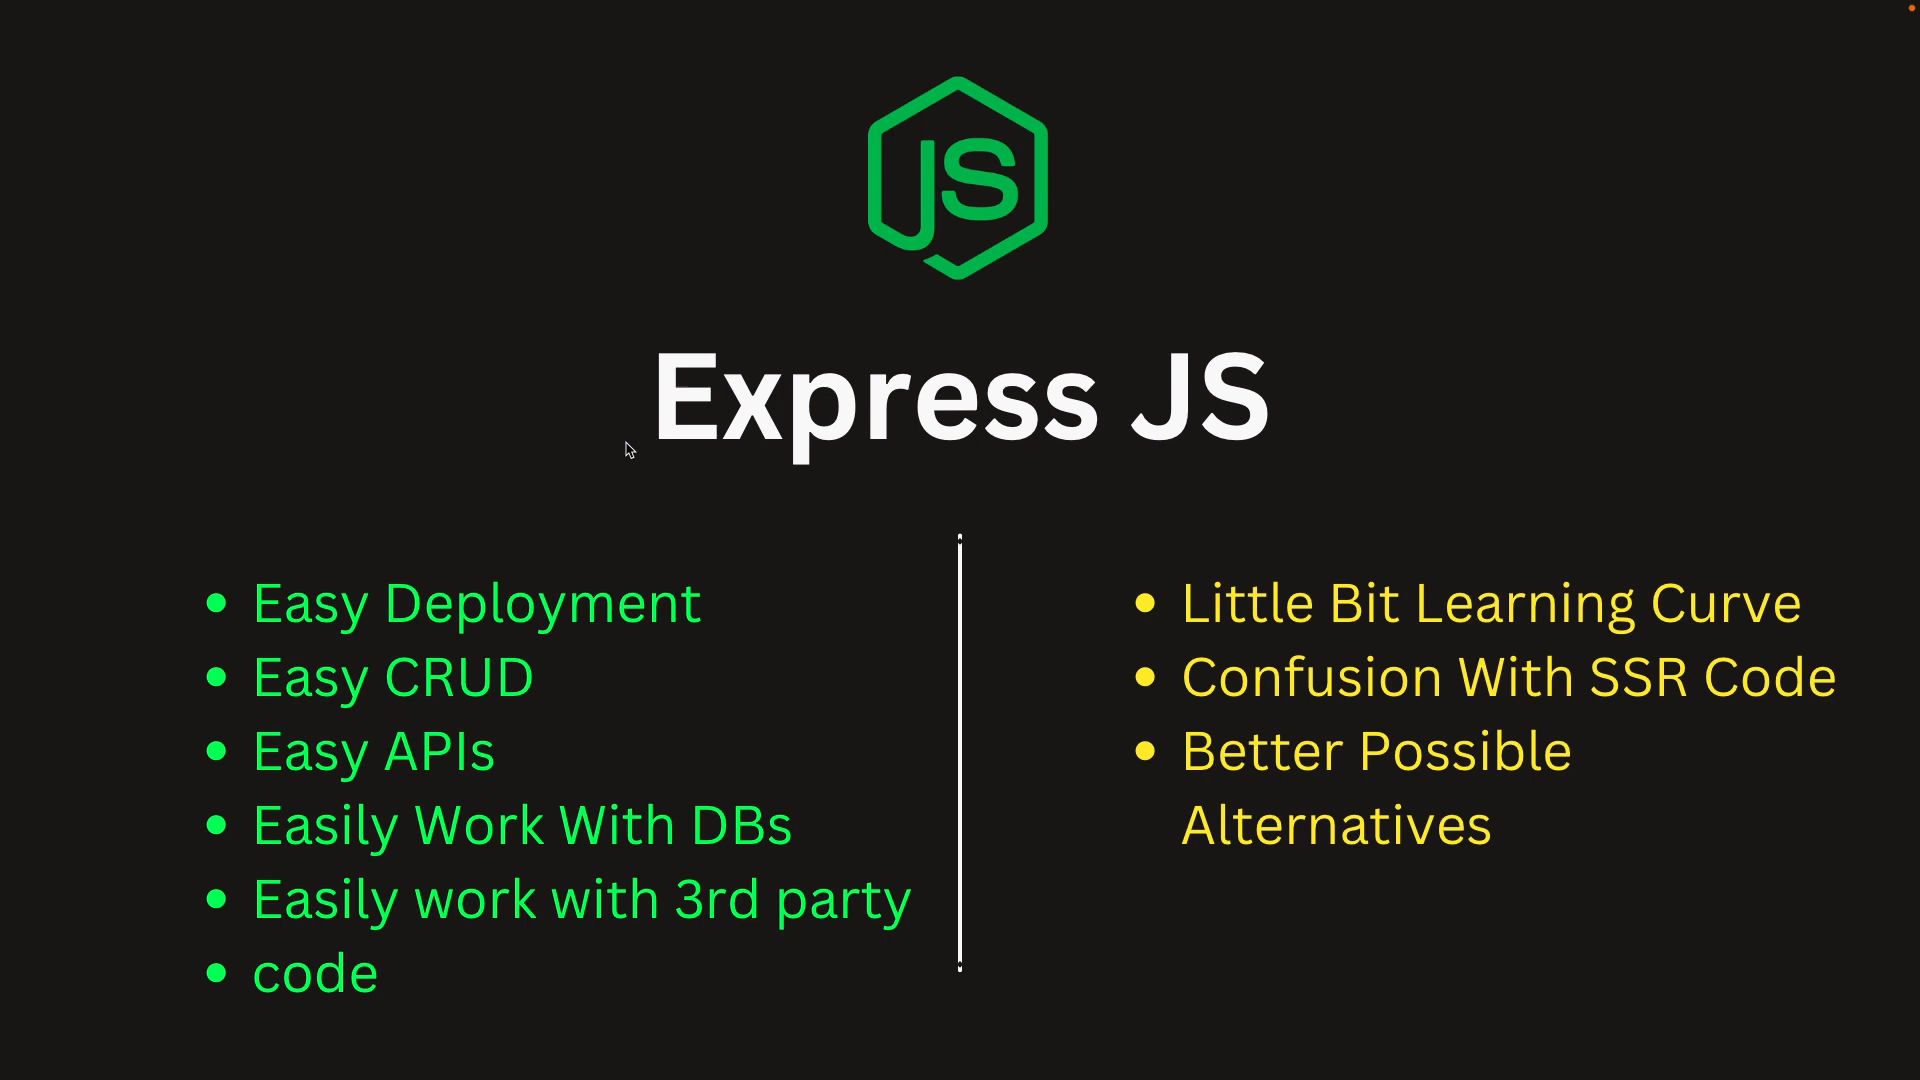 JS
Express JS
• Easy Deployment
• Easy CRUD
• Easy APIs
• Easily Work With DBs
• Easily work with 3rd party
• code
• Little Bit Learning Curve
• Confusion With SSR Code
• Better Possible
Alternatives